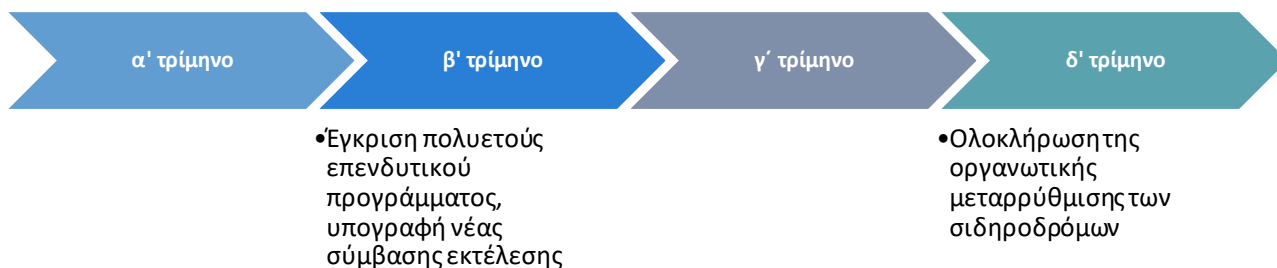 α' τρίμηνο
β' τρίμηνο
γ΄ τρίμηνο
δ' τρίμηνο
•Έγκριση πολυετούς
επενδυτικού
προγράμματος,
υπογραφή νέας
σύμβασης εκτέλεσης
•Ολοκλήρωση της
οργανωτικής
μεταρρύθμισης των
σιδηροδρόμων